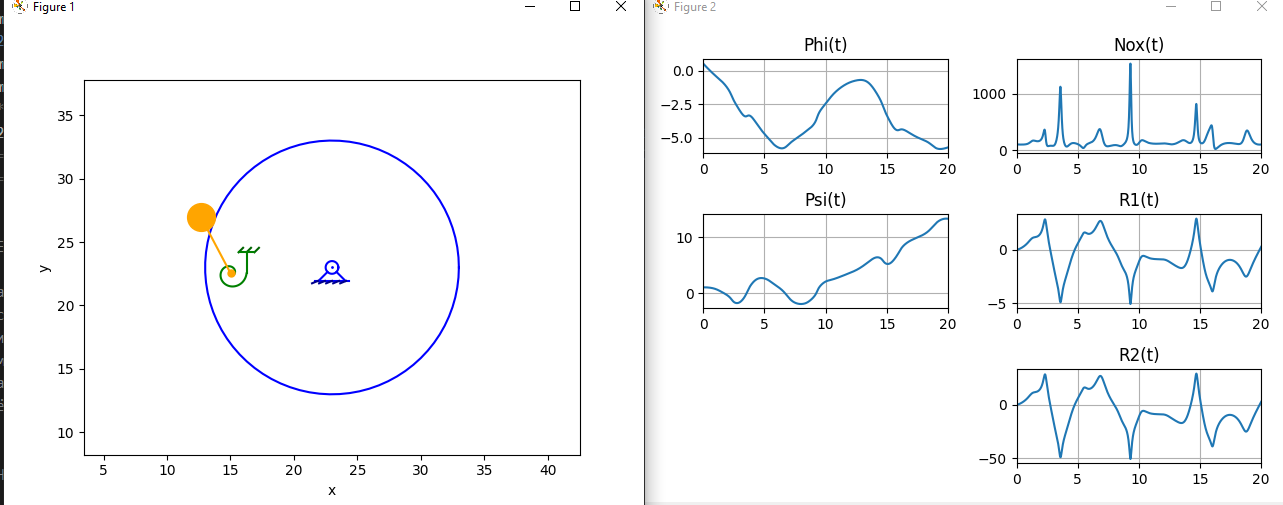 Figure 1
35
30
25
20
15
10
y
5 10 15 20 25 30 35 40
x
Figure 2
Phi(t)
0.0
−2.5
−5.0
0 5 10 15 20
Nox(t)
1000
0
0 5 10 15 20
Psi(t)
10
0
0 5 10 15 20
R1(t)
0
−5
0 5 10 15 20
R2(t)
0
−50
0 5 10 15 20